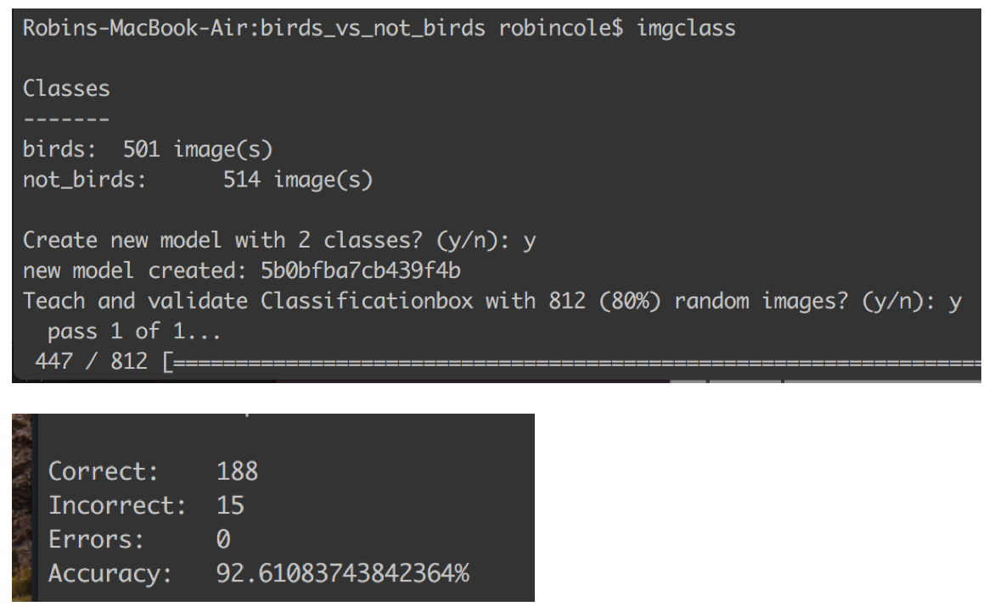 Robins-MacBook-Air:birds_vs_not_birds robincole$ imgclass
Classes
-------
birds:  501 image(s)
not_birds:      514 image(s)
Create new model with 2 classes? (y/n): y
new model created: 5b0bfba7cb439f4b
Teach and validate Classificationbox with 812 (80%) random images? (y/n): y
  pass 1 of 1...
 447 / 812 [=================================================================
Correct:    188
Incorrect:  15
Errors:     0
Accuracy:   92.61083743842364%